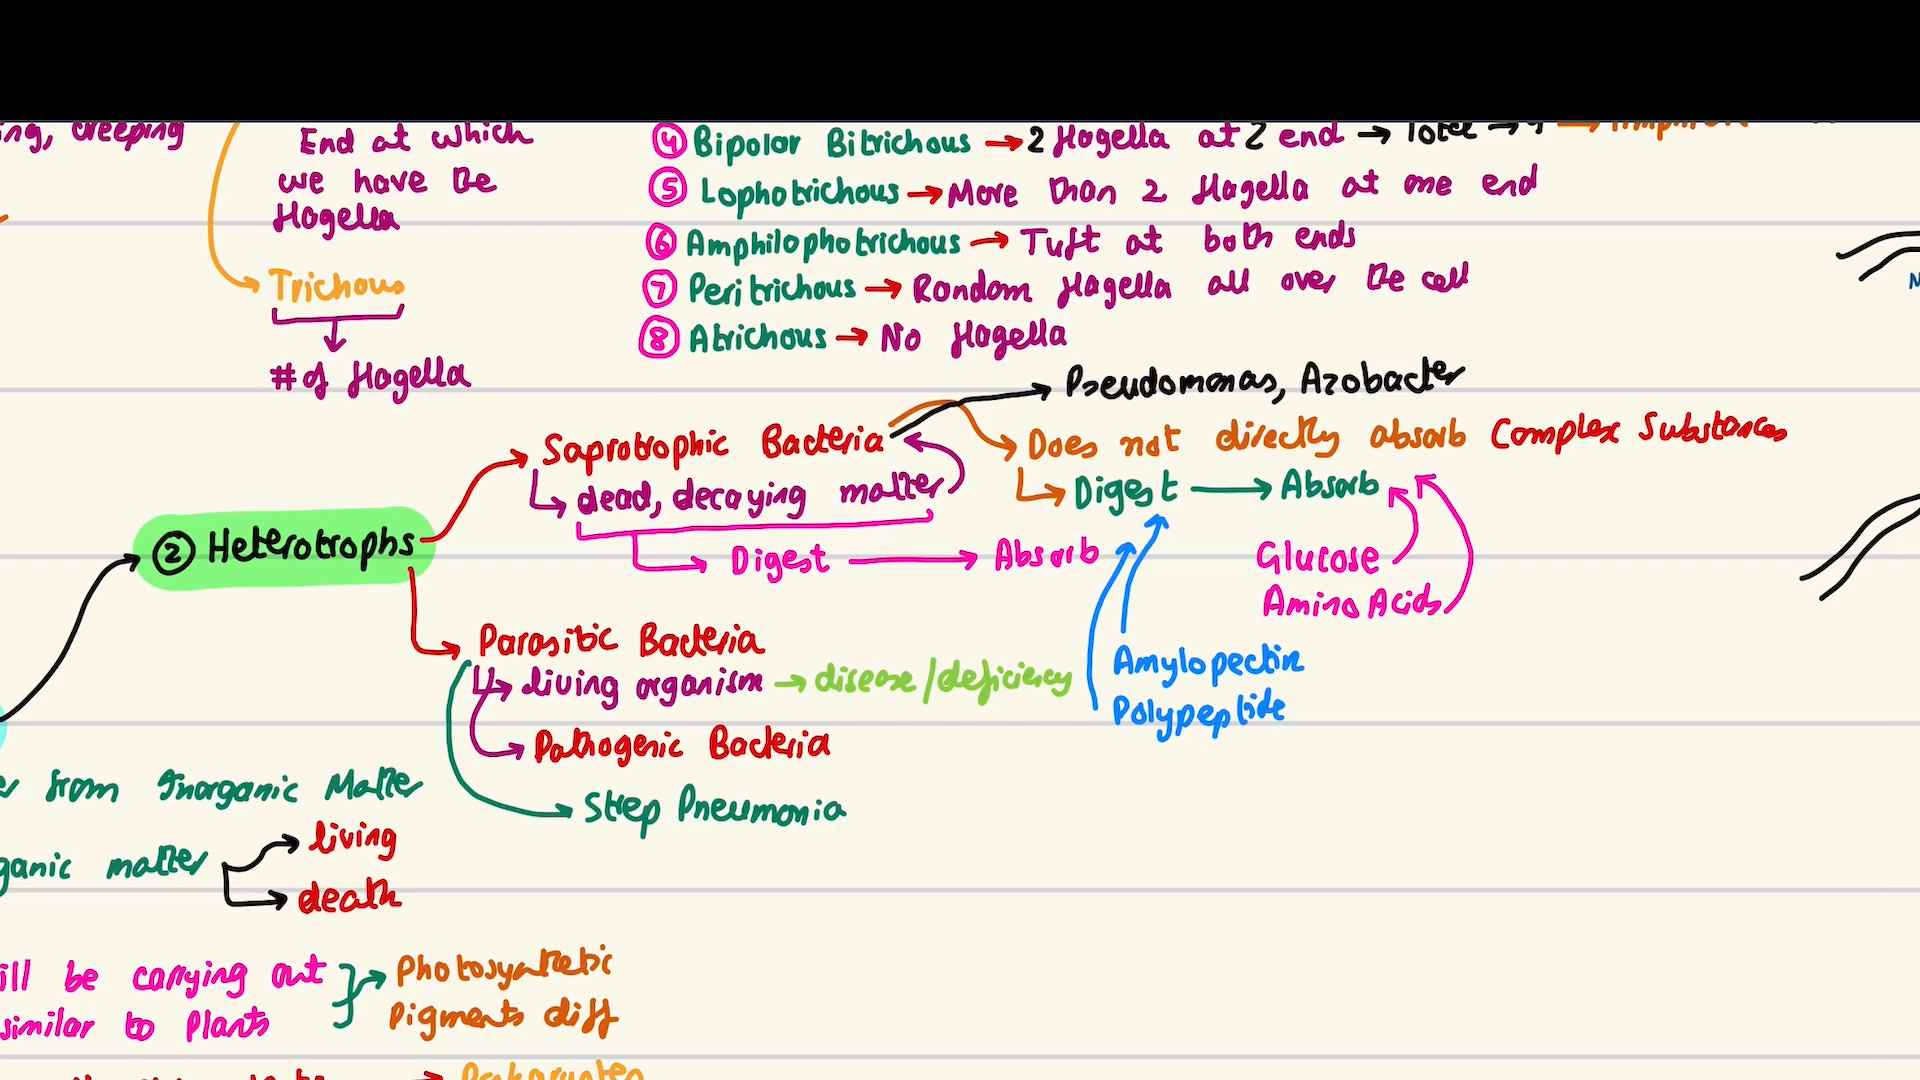 ing, creeping
End at which
we have the
flagella
Trichous
# of flagella
④ Bipolar Bitrichous → 2 flagella at 2 end → Total →
⑤ Lophotrichous → More than 2 flagella at one end
⑥ Amphilophotrichous → Tuft at both ends
⑦ Peritrichous → Random flagella all over the cell
⑧ Atrichous → No flagella
Pseudomonas, Azobacter
② Heterotrophs
Saprotrophic Bacteria
dead, decaying matter
Digest → Absorb
Does not directly absorb Complex Substances
Digest → Absorb
Glucose
Amino Acids
Amylopectin
Polypeptide
Parasitic Bacteria
living organism → disease/deficiency
Pathogenic Bacteria
Strep Pneumonia
from Inorganic Matter
ganic matter
living
death
ill be carrying out
similar to Plants
Photosynthetic
Pigments diff